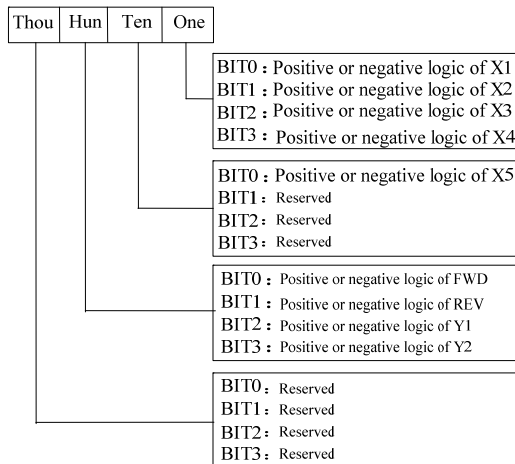 Thou Hun Ten One
BIT0：Positive or negative logic of X1
BIT1：Positive or negative logic of X2
BIT2：Positive or negative logic of X3
BIT3：Positive or negative logic of X4
BIT0：Positive or negative logic of X5
BIT1：Reserved
BIT2：Reserved
BIT3：Reserved
BIT0：Positive or negative logic of FWD
BIT1：Positive or negative logic of REV
BIT2：Positive or negative logic of Y1
BIT3：Positive or negative logic of Y2
BIT0：Reserved
BIT1：Reserved
BIT2：Reserved
BIT3：Reserved